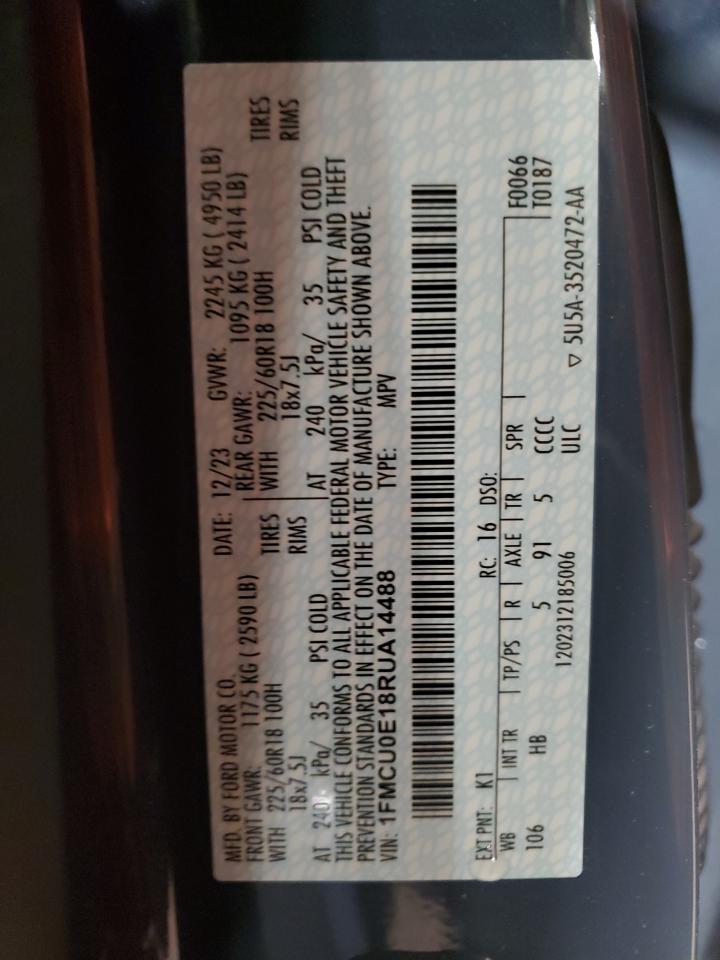 MFD. BY FORD MOTOR CO. DATE: 12/23 GVWR: 2245 KG ( 4950 LB)
FRONT GAWR: 1175 KG ( 2590 LB) REAR GAWR: 1095 KG ( 2414 LB)
WITH 225/60R18 100H TIRES WITH 225/60R18 100H TIRES
18x7.5J RIMS 18x7.5J RIMS
AT 240 kPa/ 35 PSI COLD AT 240 kPa/ 35 PSI COLD
THIS VEHICLE CONFORMS TO ALL APPLICABLE FEDERAL MOTOR VEHICLE SAFETY AND THEFT
PREVENTION STANDARDS IN EFFECT ON THE DATE OF MANUFACTURE SHOWN ABOVE.
VIN: 1FMCU0E18RUA14488 TYPE: MPV
EXT PNT: K1 RC: 16 DSO: F0066
WB INT TR TP/PS R AXLE TR SPR T0187
106 HB 5 91 5 CCCC
1202312185006 ULC ▽ 5U5A-3520472-AA